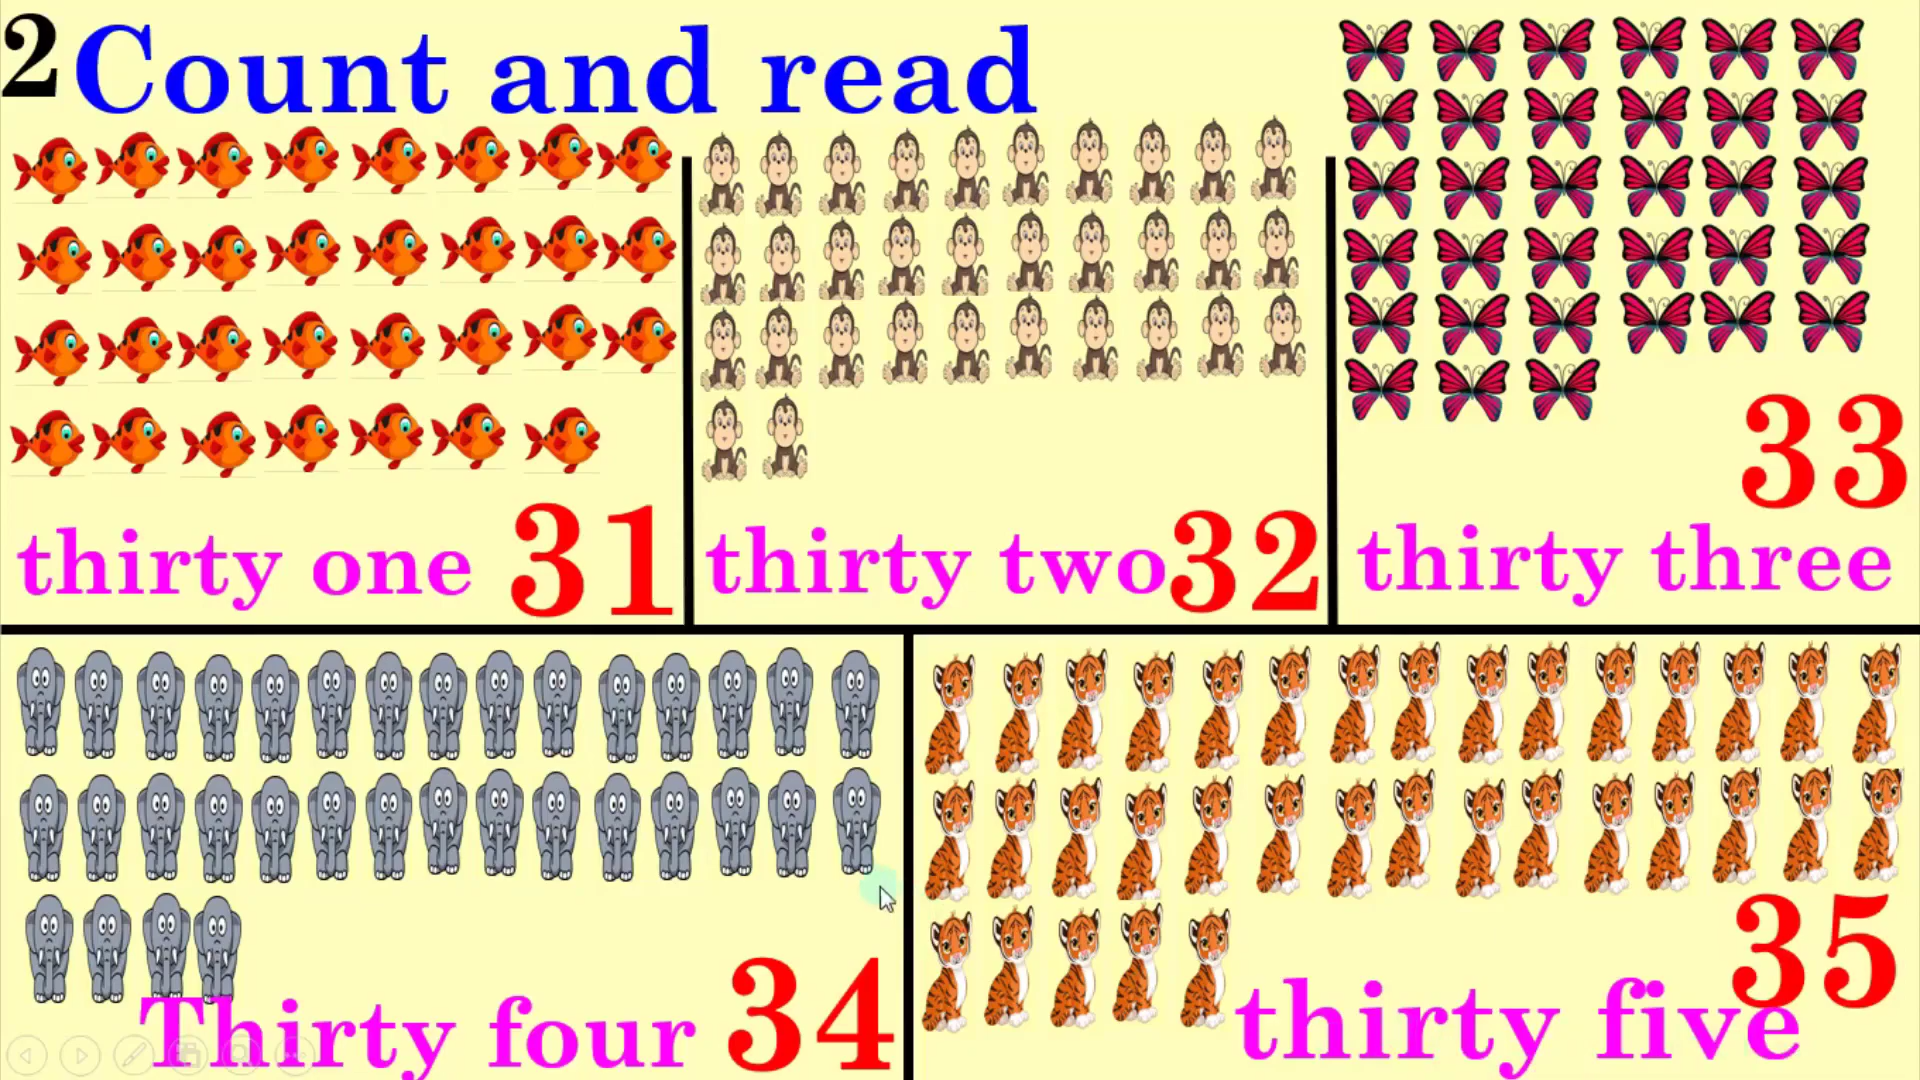 2
Count and read
thirty one 31
thirty two 32
33
thirty three
Thirty four 34
35
thirty five